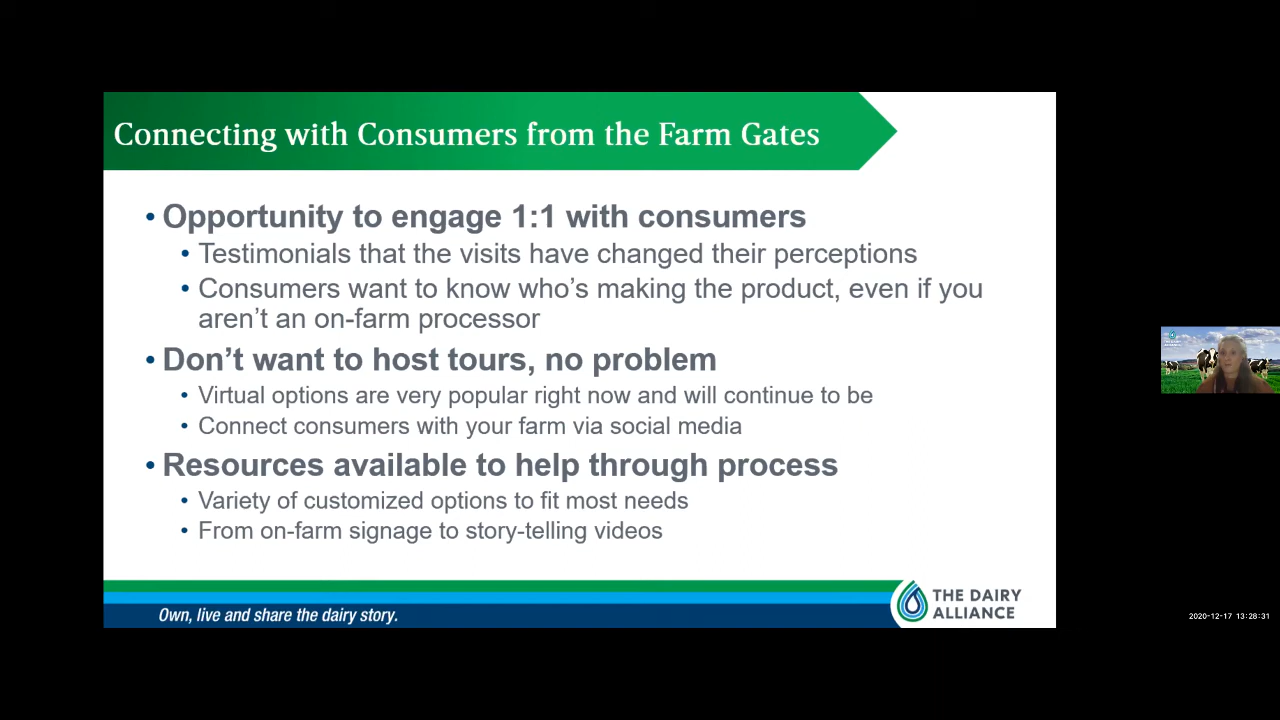 Connecting with Consumers from the Farm Gates
• Opportunity to engage 1:1 with consumers
• Testimonials that the visits have changed their perceptions
• Consumers want to know who's making the product, even if you
aren't an on-farm processor
• Don't want to host tours, no problem
• Virtual options are very popular right now and will continue to be
• Connect consumers with your farm via social media
• Resources available to help through process
• Variety of customized options to fit most needs
• From on-farm signage to story-telling videos
Own, live and share the dairy story.
THE DAIRY
ALLIANCE
THE DAIRY
ALLIANCE
2020-12-17 13:28:31